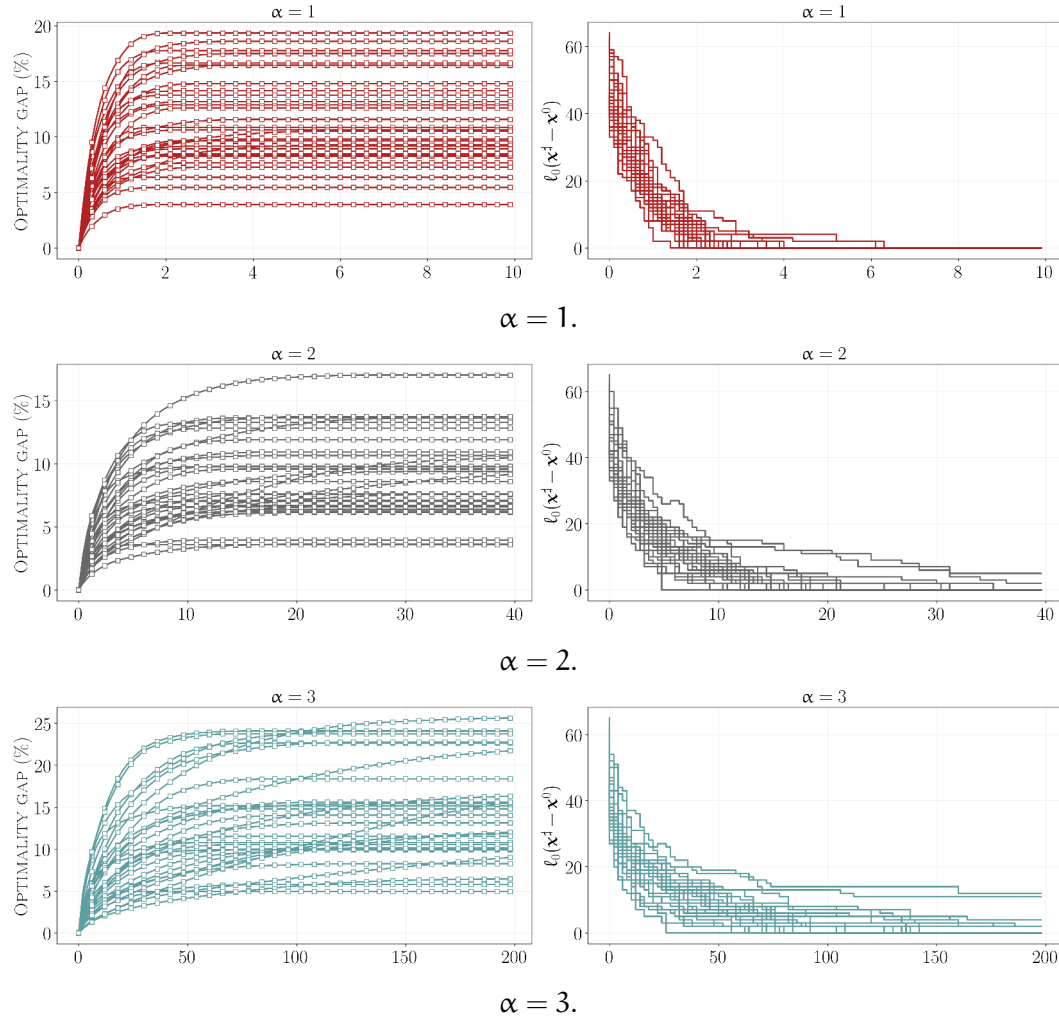 α = 1
α = 1
OPTIMALITY GAP (%)
20
15
10
5
0
0 2 4 6 8 10
ℓ₀(x♮ − x⁰)
60
40
20
0
0 2 4 6 8 10
α = 1.
α = 2
α = 2
OPTIMALITY GAP (%)
15
10
5
0
0 10 20 30 40
ℓ₀(x♮ − x⁰)
60
40
20
0
0 10 20 30 40
α = 2.
α = 3
α = 3
OPTIMALITY GAP (%)
25
20
15
10
5
0
0 50 100 150 200
ℓ₀(x♮ − x⁰)
60
40
20
0
0 50 100 150 200
α = 3.